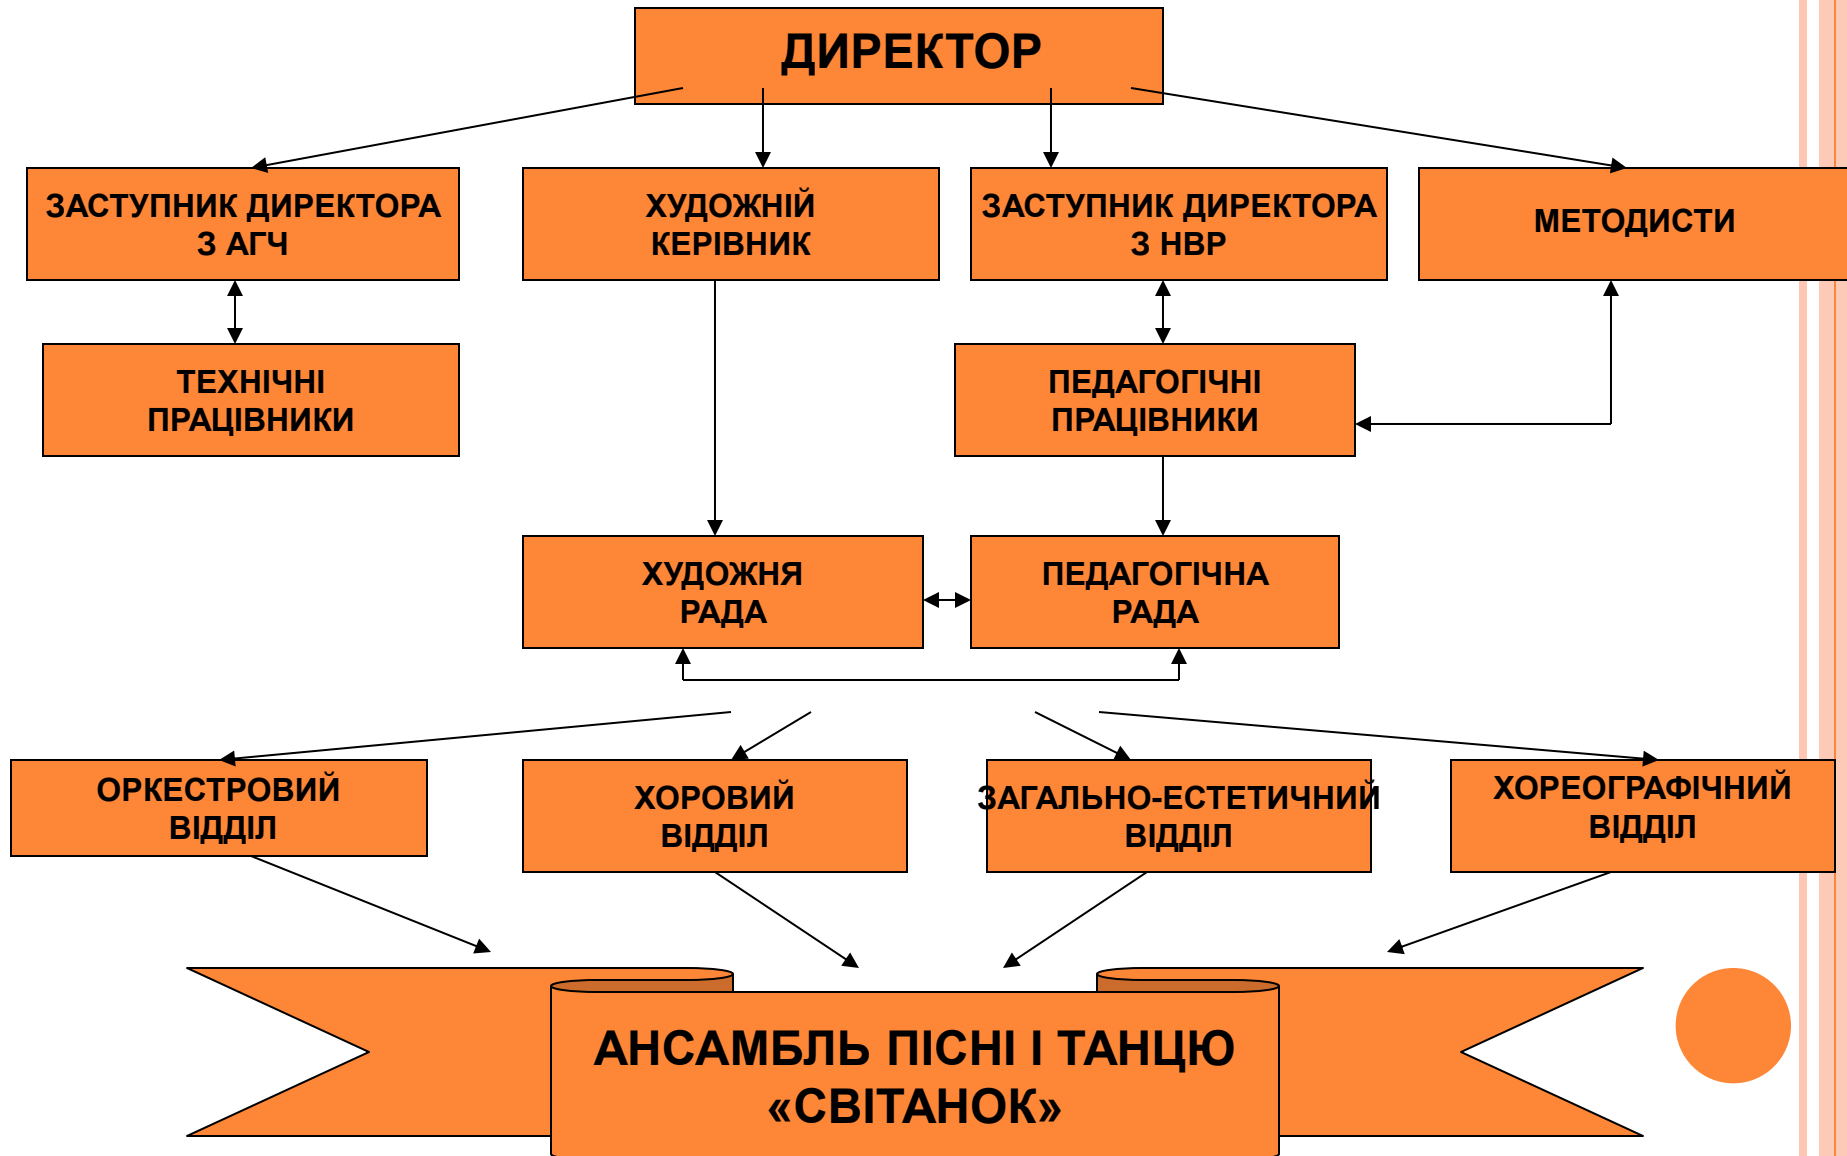 ДИРЕКТОР
ЗАСТУПНИК ДИРЕКТОРА
З АГЧ
ХУДОЖНІЙ
КЕРІВНИК
ЗАСТУПНИК ДИРЕКТОРА
З НВР
МЕТОДИСТИ
ТЕХНІЧНІ
ПРАЦІВНИКИ
ПЕДАГОГІЧНІ
ПРАЦІВНИКИ
ХУДОЖНЯ
РАДА
ПЕДАГОГІЧНА
РАДА
ОРКЕСТРОВИЙ
ВІДДІЛ
ХОРОВИЙ
ВІДДІЛ
ЗАГАЛЬНО-ЕСТЕТИЧНИЙ
ВІДДІЛ
ХОРЕОГРАФІЧНИЙ
ВІДДІЛ
АНСАМБЛЬ ПІСНІ І ТАНЦЮ
«СВІТАНОК»